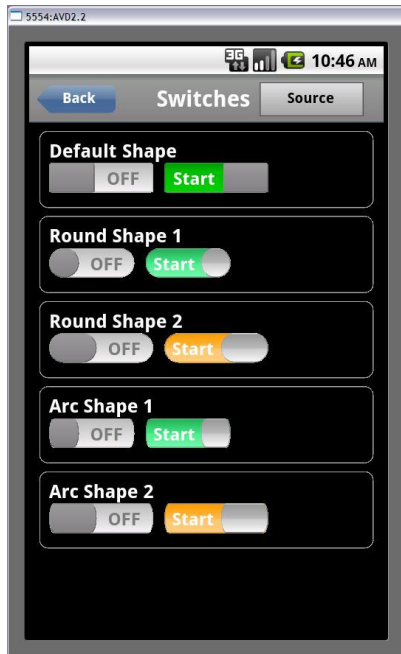 5554:AVD2.2
3G 10:46 AM
Back Switches Source
Default Shape
OFF Start
Round Shape 1
OFF Start
Round Shape 2
OFF Start
Arc Shape 1
OFF Start
Arc Shape 2
OFF Start